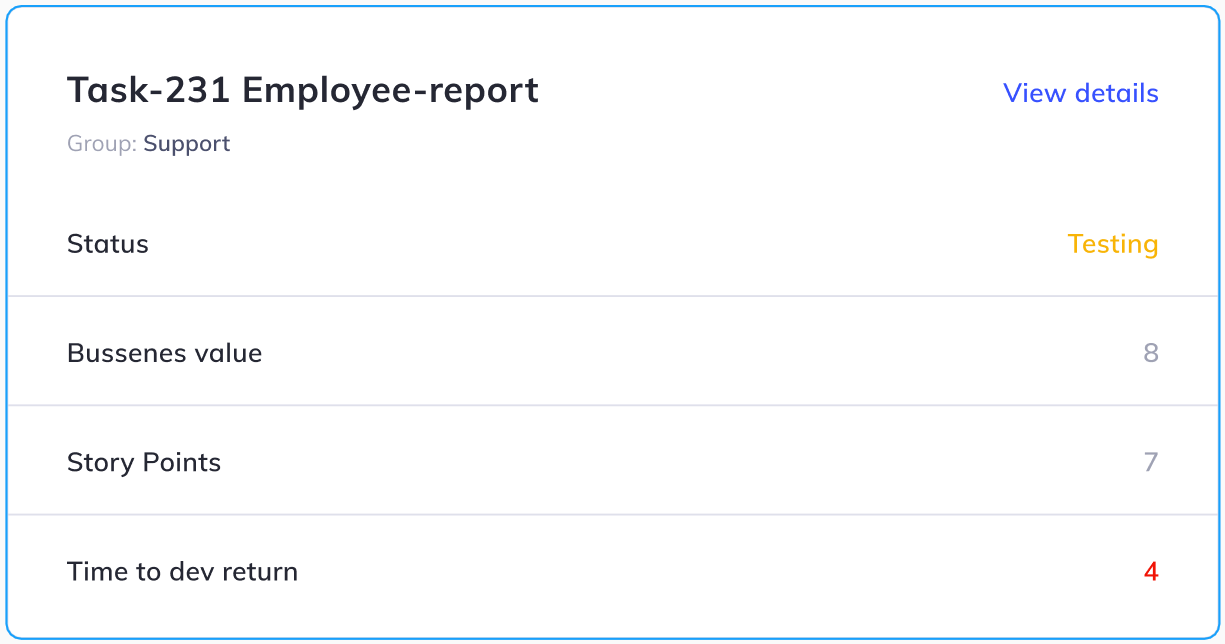 Task-231 Employee-report
View details
Group: Support
Status Testing
Bussenes value 8
Story Points 7
Time to dev return 4